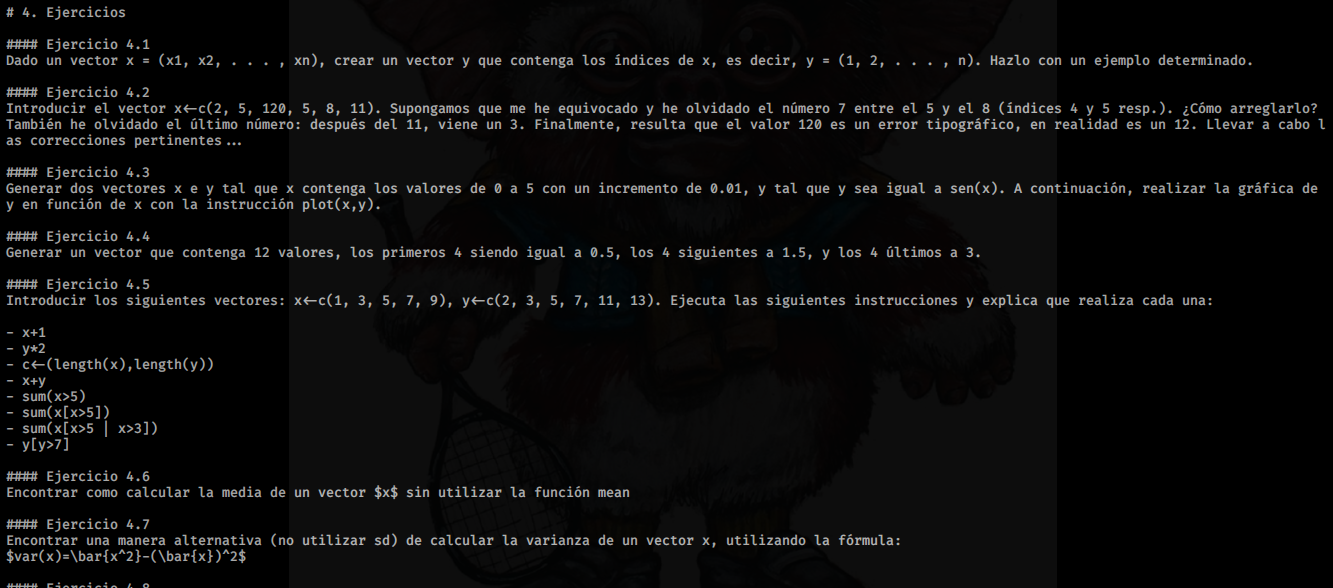 # 4. Ejercicios
#### Ejercicio 4.1
Dado un vector x = (x1, x2, . . . , xn), crear un vector y que contenga los índices de x, es decir, y = (1, 2, . . . , n). Hazlo con un ejemplo determinado.
#### Ejercicio 4.2
Introducir el vector x<-c(2, 5, 120, 5, 8, 11). Supongamos que me he equivocado y he olvidado el número 7 entre el 5 y el 8 (índices 4 y 5 resp.). ¿Cómo arreglarlo?
También he olvidado el último número: después del 11, viene un 3. Finalmente, resulta que el valor 120 es un error tipográfico, en realidad es un 12. Llevar a cabo l
as correcciones pertinentes...
#### Ejercicio 4.3
Generar dos vectores x e y tal que x contenga los valores de 0 a 5 con un incremento de 0.01, y tal que y sea igual a sen(x). A continuación, realizar la gráfica de
y en función de x con la instrucción plot(x,y).
#### Ejercicio 4.4
Generar un vector que contenga 12 valores, los primeros 4 siendo igual a 0.5, los 4 siguientes a 1.5, y los 4 últimos a 3.
#### Ejercicio 4.5
Introducir los siguientes vectores: x<-c(1, 3, 5, 7, 9), y<-c(2, 3, 5, 7, 11, 13). Ejecuta las siguientes instrucciones y explica que realiza cada una:
- x+1
- y*2
- c<-(length(x),length(y))
- x+y
- sum(x>5)
- sum(x[x>5])
- sum(x[x>5 | x>3])
- y[y>7]
#### Ejercicio 4.6
Encontrar como calcular la media de un vector $x$ sin utilizar la función mean
#### Ejercicio 4.7
Encontrar una manera alternativa (no utilizar sd) de calcular la varianza de un vector x, utilizando la fórmula:
$var(x)=\bar{x^2}-(\bar{x})^2$
#### Ejercicio 4.8